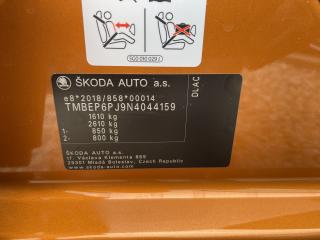 ŠKODA AUTO a.s.
e8*2018/858*00014
TMBEP6PJ9N4044159
1610 kg
2610 kg
1- 850 kg
2- 800 kg
DLAC
ŠKODA AUTO a.s.
tř. Václava Klementa 869
29301 Mladá Boleslav, Czech Republic
www.skoda-auto.com